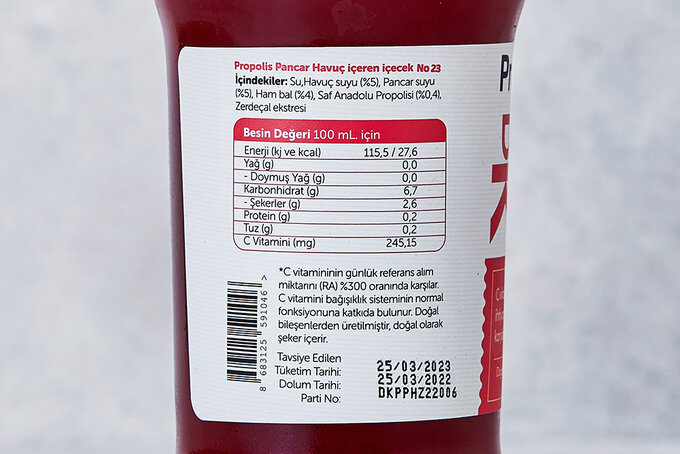 Propolis Pancar Havuç içeren içecek No 23
İçindekiler: Su,Havuç suyu (%5), Pancar suyu
(%5), Ham bal (%4), Saf Anadolu Propolisi (%0,4),
Zerdeçal ekstresi
Besin Değeri 100 mL. için
Enerji (kj ve kcal) 115,5 / 27,6
Yağ (g) 0,0
- Doymuş Yağ (g) 0,0
Karbonhidrat (g) 6,7
- Şekerler (g) 2,6
Protein (g) 0,2
Tuz (g) 0,2
C Vitamini (mg) 245,15
*C vitamininin günlük referans alım
miktarını (RA) %300 oranında karşılar.
C vitamini bağışıklık sisteminin normal
fonksiyonuna katkıda bulunur. Doğal
bileşenlerden üretilmiştir, doğal olarak
şeker içerir.
8 683125 591046 >
Tavsiye Edilen
Tüketim Tarihi: 25/03/2023
Dolum Tarihi: 25/03/2022
Parti No: DKPPHZ22006